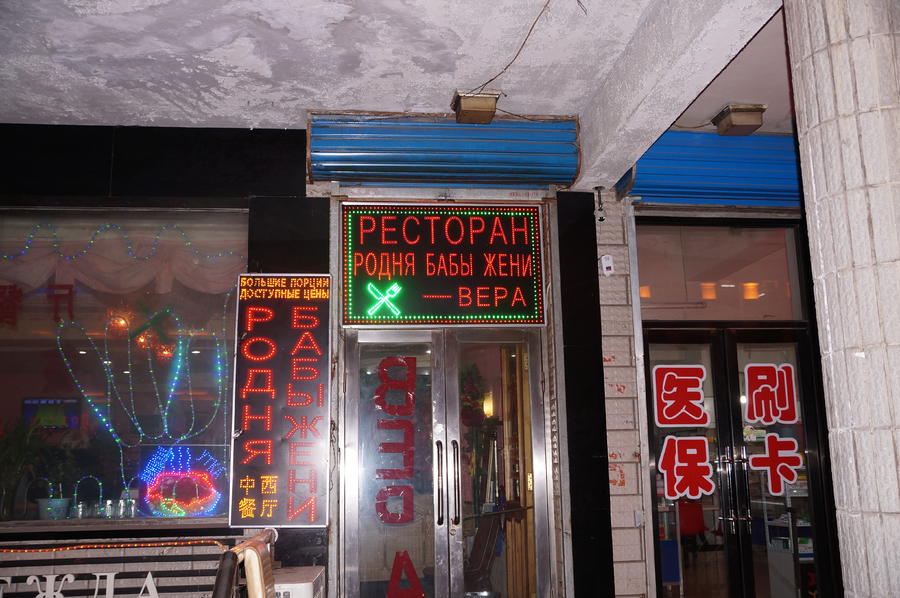 РЕСТОРАН
РОДНЯ БАБЫ ЖЕНИ
—ВЕРА
БОЛЬШИЕ ПОРЦИИ
ДОСТУПНЫЕ ЦЕНЫ
РОДНЯ
БАБЫ ЖЕНИ
中西
餐厅
医保
刷卡